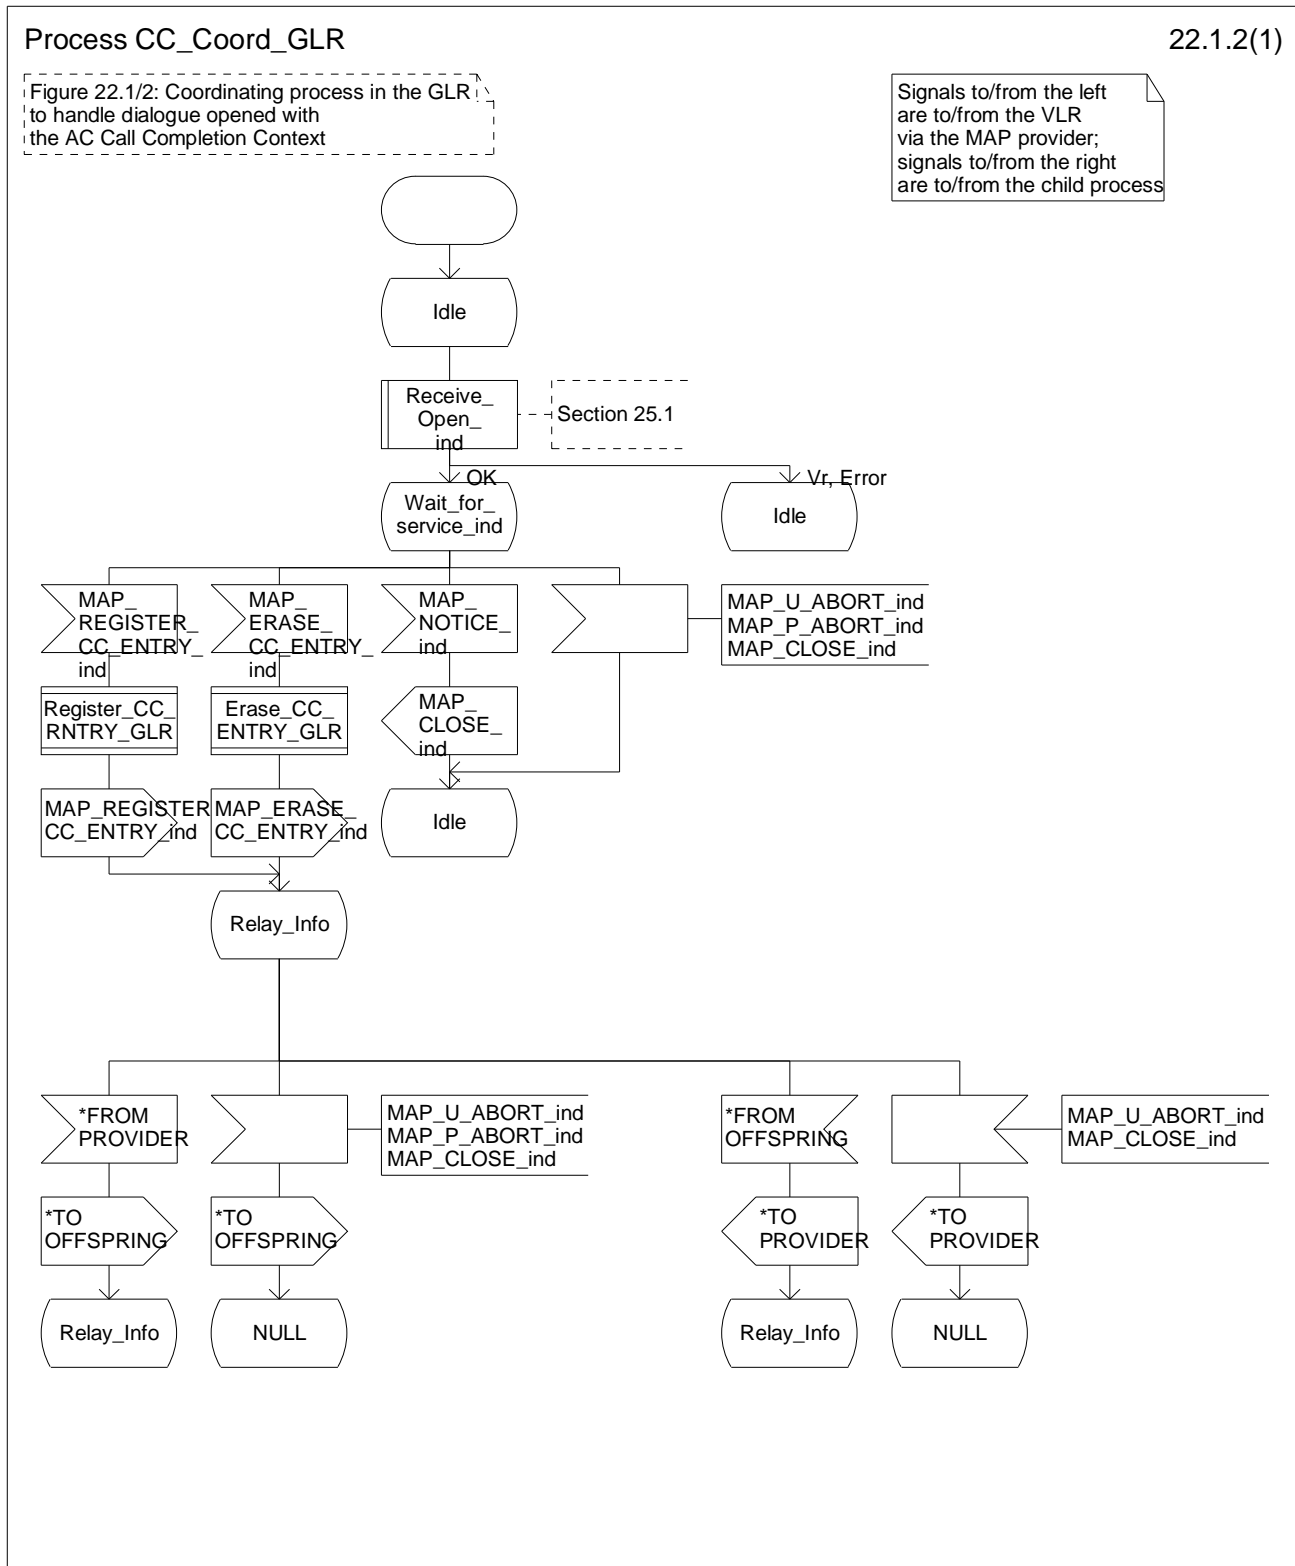 Process CC_Coord_GLR
22.1.2(1)
Figure 22.1/2: Coordinating process in the GLR
to handle dialogue opened with
the AC Call Completion Context
Signals to/from the left
are to/from the VLR
via the MAP provider;
signals to/from the right
are to/from the child process
Idle
Receive_
Open_
ind
Section 25.1
OK
Vr, Error
Wait_for_
service_ind
Idle
MAP_
REGISTER_
CC_ENTRY_
ind
MAP_
ERASE_
CC_ENTRY_
ind
MAP_
NOTICE_
ind
MAP_U_ABORT_ind
MAP_P_ABORT_ind
MAP_CLOSE_ind
Register_CC_
RNTRY_GLR
Erase_CC_
ENTRY_GLR
MAP_
CLOSE_
ind
MAP_REGISTER
CC_ENTRY_ind
MAP_ERASE_
CC_ENTRY_ind
Idle
Relay_Info
*FROM
PROVIDER
MAP_U_ABORT_ind
MAP_P_ABORT_ind
MAP_CLOSE_ind
*FROM
OFFSPRING
MAP_U_ABORT_ind
MAP_CLOSE_ind
*TO
OFFSPRING
*TO
OFFSPRING
*TO
PROVIDER
*TO
PROVIDER
Relay_Info
NULL
Relay_Info
NULL